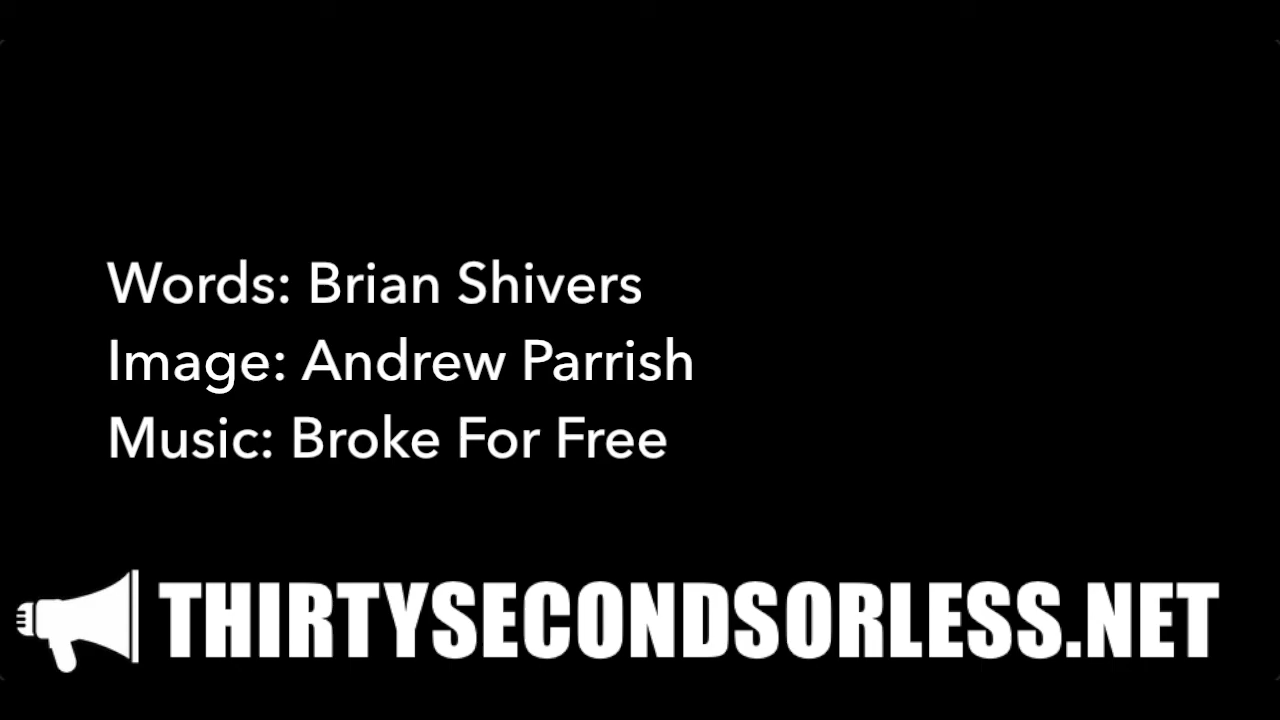 Words: Brian Shivers
Image: Andrew Parrish
Music: Broke For Free
THIRTYSECONDSORLESS.NET